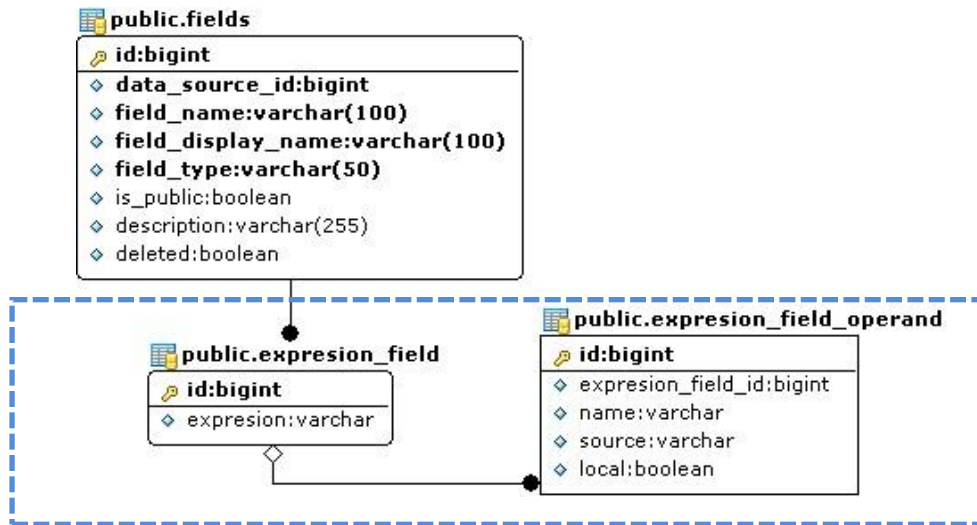 public.fields
id:bigint
data_source_id:bigint
field_name:varchar(100)
field_display_name:varchar(100)
field_type:varchar(50)
is_public:boolean
description:varchar(255)
deleted:boolean
public.expresion_field
id:bigint
expresion:varchar
public.expresion_field_operand
id:bigint
expresion_field_id:bigint
name:varchar
source:varchar
local:boolean